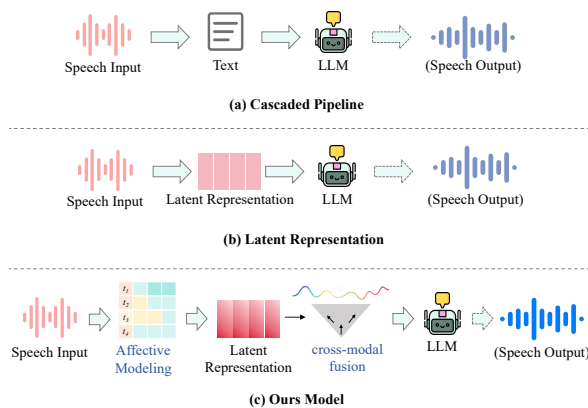 Speech Input
Text
LLM
(Speech Output)
(a) Cascaded Pipeline
Speech Input
Latent Representation
LLM
(Speech Output)
(b) Latent Representation
t1
t2
t3
t4
Speech Input
Affective
Modeling
Latent
Representation
cross-modal
fusion
LLM
(Speech Output)
(c) Ours Model